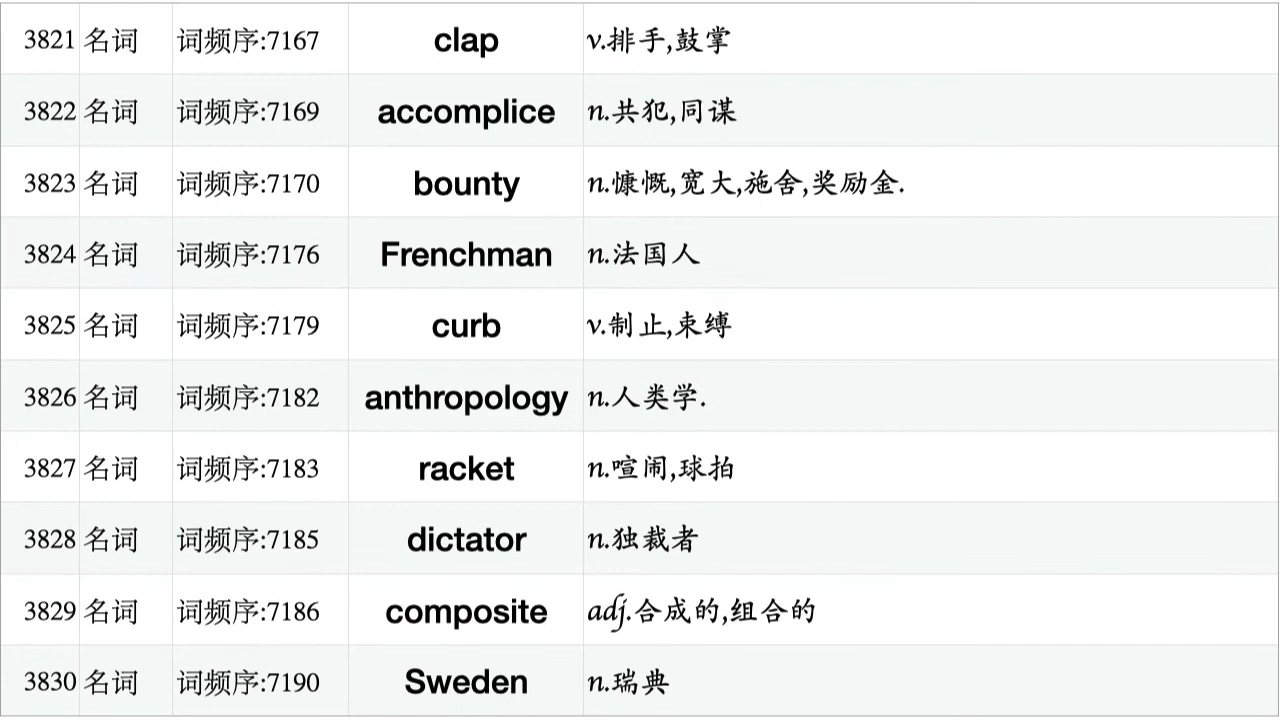 3821 名词 词频序:7167 clap v.排手,鼓掌
3822 名词 词频序:7169 accomplice n.共犯,同谋
3823 名词 词频序:7170 bounty n.慷慨,宽大,施舍,奖励金.
3824 名词 词频序:7176 Frenchman n.法国人
3825 名词 词频序:7179 curb v.制止,束缚
3826 名词 词频序:7182 anthropology n.人类学.
3827 名词 词频序:7183 racket n.喧闹,球拍
3828 名词 词频序:7185 dictator n.独裁者
3829 名词 词频序:7186 composite adj.合成的,组合的
3830 名词 词频序:7190 Sweden n.瑞典